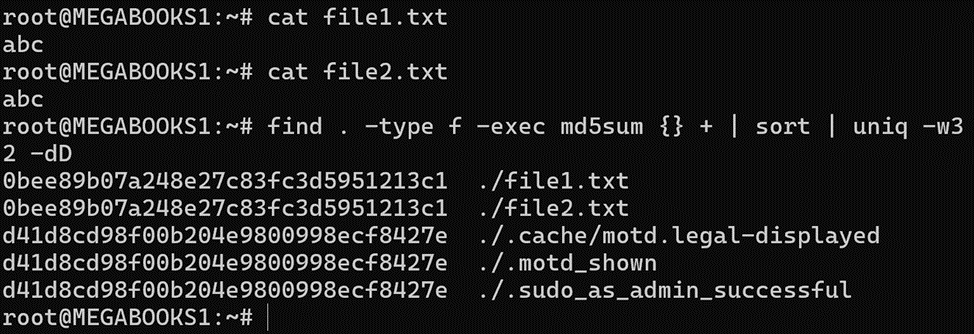 root@MEGABOOKS1:~# cat file1.txt
abc
root@MEGABOOKS1:~# cat file2.txt
abc
root@MEGABOOKS1:~# find . -type f -exec md5sum {} + | sort | uniq -w3
2 -dD
0bee89b07a248e27c83fc3d5951213c1  ./file1.txt
0bee89b07a248e27c83fc3d5951213c1  ./file2.txt
d41d8cd98f00b204e9800998ecf8427e  ./.cache/motd.legal-displayed
d41d8cd98f00b204e9800998ecf8427e  ./.motd_shown
d41d8cd98f00b204e9800998ecf8427e  ./.sudo_as_admin_successful
root@MEGABOOKS1:~#